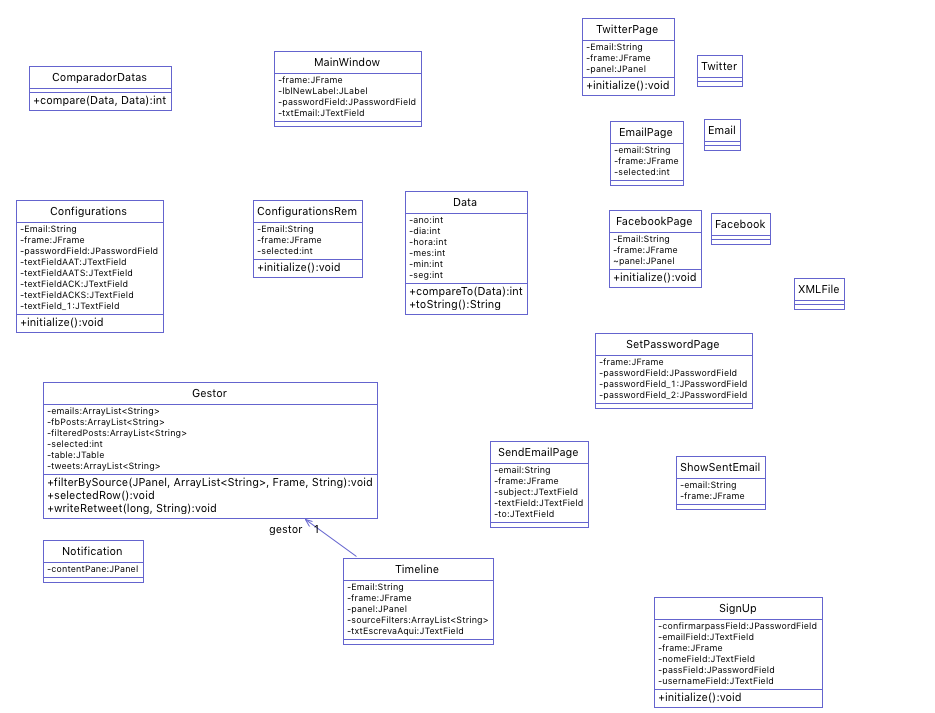 TwitterPage
-Email:String
-frame:JFrame
-panel:JPanel
+initialize():void
Twitter
MainWindow
-frame:JFrame
-lblNewLabel:JLabel
-passwordField:JPasswordField
-txtEmail:JTextField
ComparadorDatas
+compare(Data, Data):int
EmailPage
-email:String
-frame:JFrame
-selected:int
Email
Configurations
-Email:String
-frame:JFrame
-passwordField:JPasswordField
-textFieldAAT:JTextField
-textFieldAATS:JTextField
-textFieldACK:JTextField
-textFieldACKS:JTextField
-textField_1:JTextField
+initialize():void
ConfigurationsRem
-Email:String
-frame:JFrame
-selected:int
+initialize():void
Data
-ano:int
-dia:int
-hora:int
-mes:int
-min:int
-seg:int
+compareTo(Data):int
+toString():String
FacebookPage
-Email:String
-frame:JFrame
~panel:JPanel
+initialize():void
Facebook
XMLFile
SetPasswordPage
-frame:JFrame
-passwordField:JPasswordField
-passwordField_1:JPasswordField
-passwordField_2:JPasswordField
Gestor
-emails:ArrayList<String>
-fbPosts:ArrayList<String>
-filteredPosts:ArrayList<String>
-selected:int
-table:JTable
-tweets:ArrayList<String>
+filterBySource(JPanel, ArrayList<String>, Frame, String):void
+selectedRow():void
+writeRetweet(long, String):void
SendEmailPage
-email:String
-frame:JFrame
-subject:JTextField
-textField:JTextField
-to:JTextField
ShowSentEmail
-email:String
-frame:JFrame
gestor 1
Notification
-contentPane:JPanel
Timeline
-Email:String
-frame:JFrame
-panel:JPanel
-sourceFilters:ArrayList<String>
-txtEscrevaAqui:JTextField
SignUp
-confirmarpassField:JPasswordField
-emailField:JTextField
-frame:JFrame
-nomeField:JTextField
-passField:JPasswordField
-usernameField:JTextField
+initialize():void